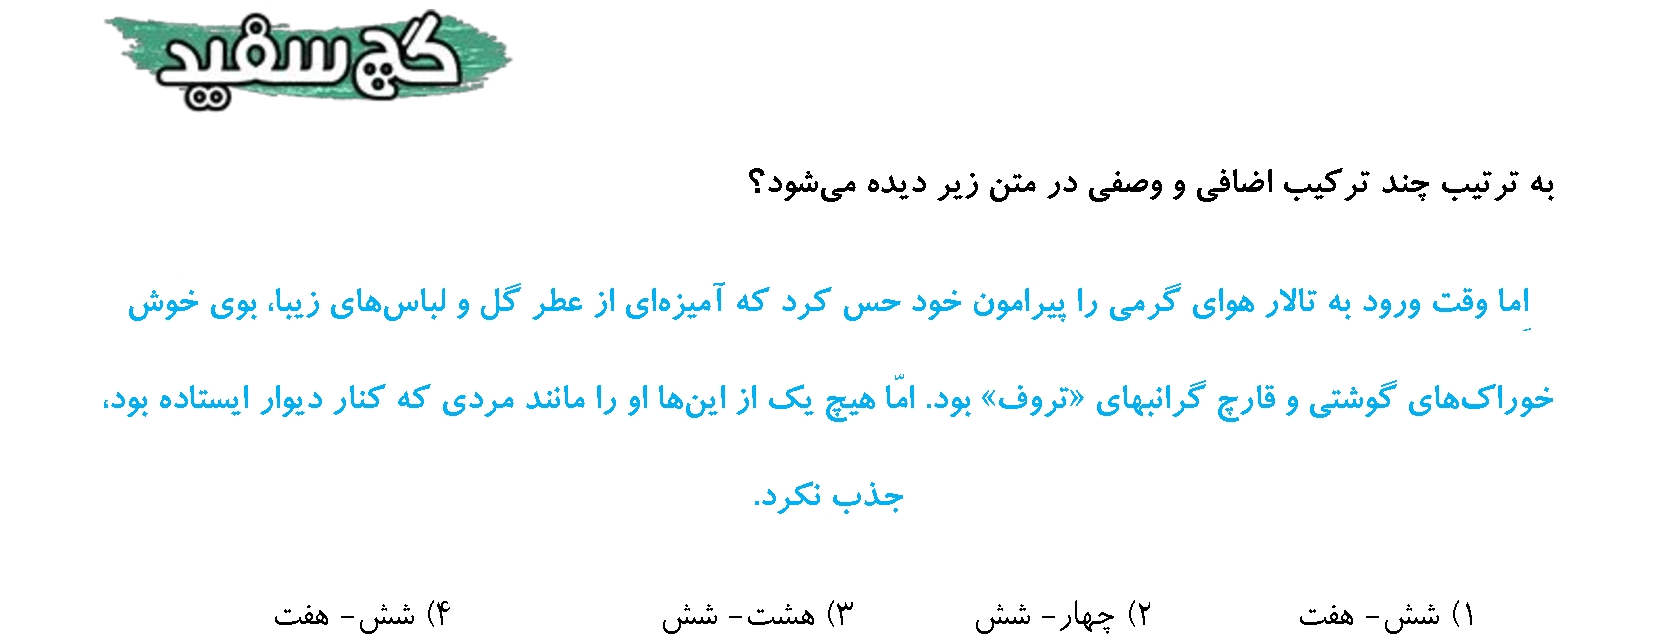 گچ سفید
به ترتیب چند ترکیب اضافی و وصفی در متن زیر دیده می‌شود؟
اما وقت ورود به تالار هوای گرمی را پیرامون خود حس کرد که آمیزه‌ای از عطر گل و لباس‌های زیبا، بوی خوش
خوراک‌های گوشتی و قارچ گرانبهای «تروف» بود. امّا هیچ یک از این‌ها او را مانند مردی که کنار دیوار ایستاده بود،
جذب نکرد.
۱) شش- هفت ۲) چهار- شش ۳) هشت- شش ۴) شش- هفت